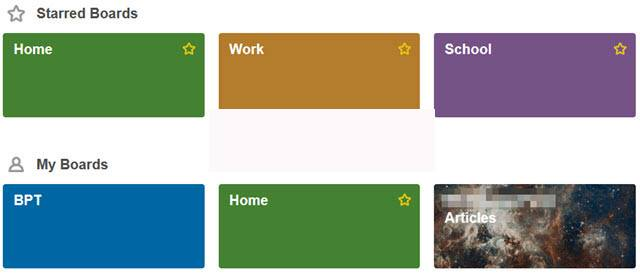 Starred Boards
Home
Work
School
My Boards
BPT
Home
Articles